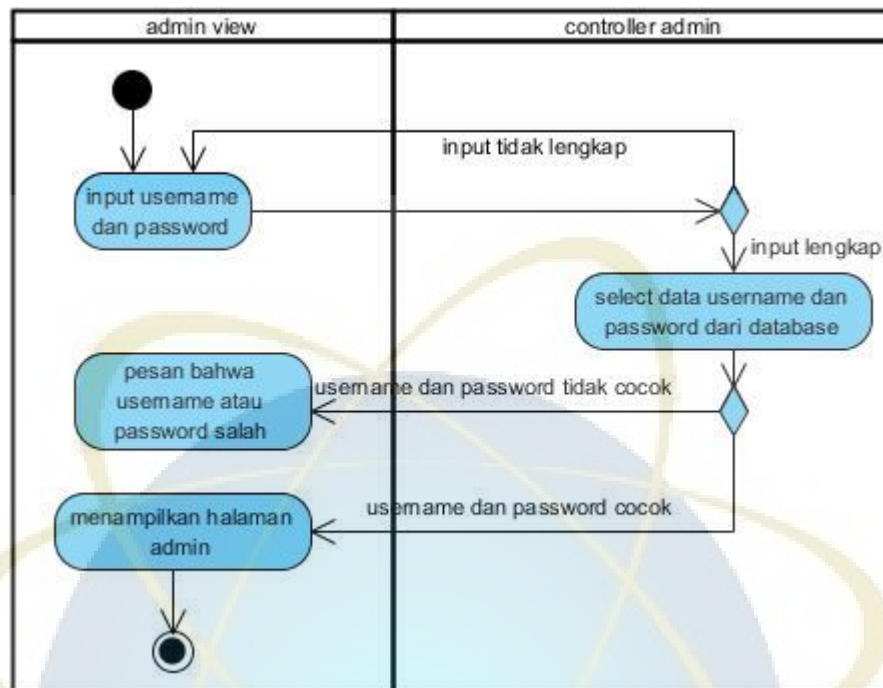 admin view
controller admin
input tidak lengkap
input username
dan password
input lengkap
select data username dan
password dari database
pesan bahwa
username atau
password salah
username dan password tidak cocok
username dan password cocok
menampilkan halaman
admin